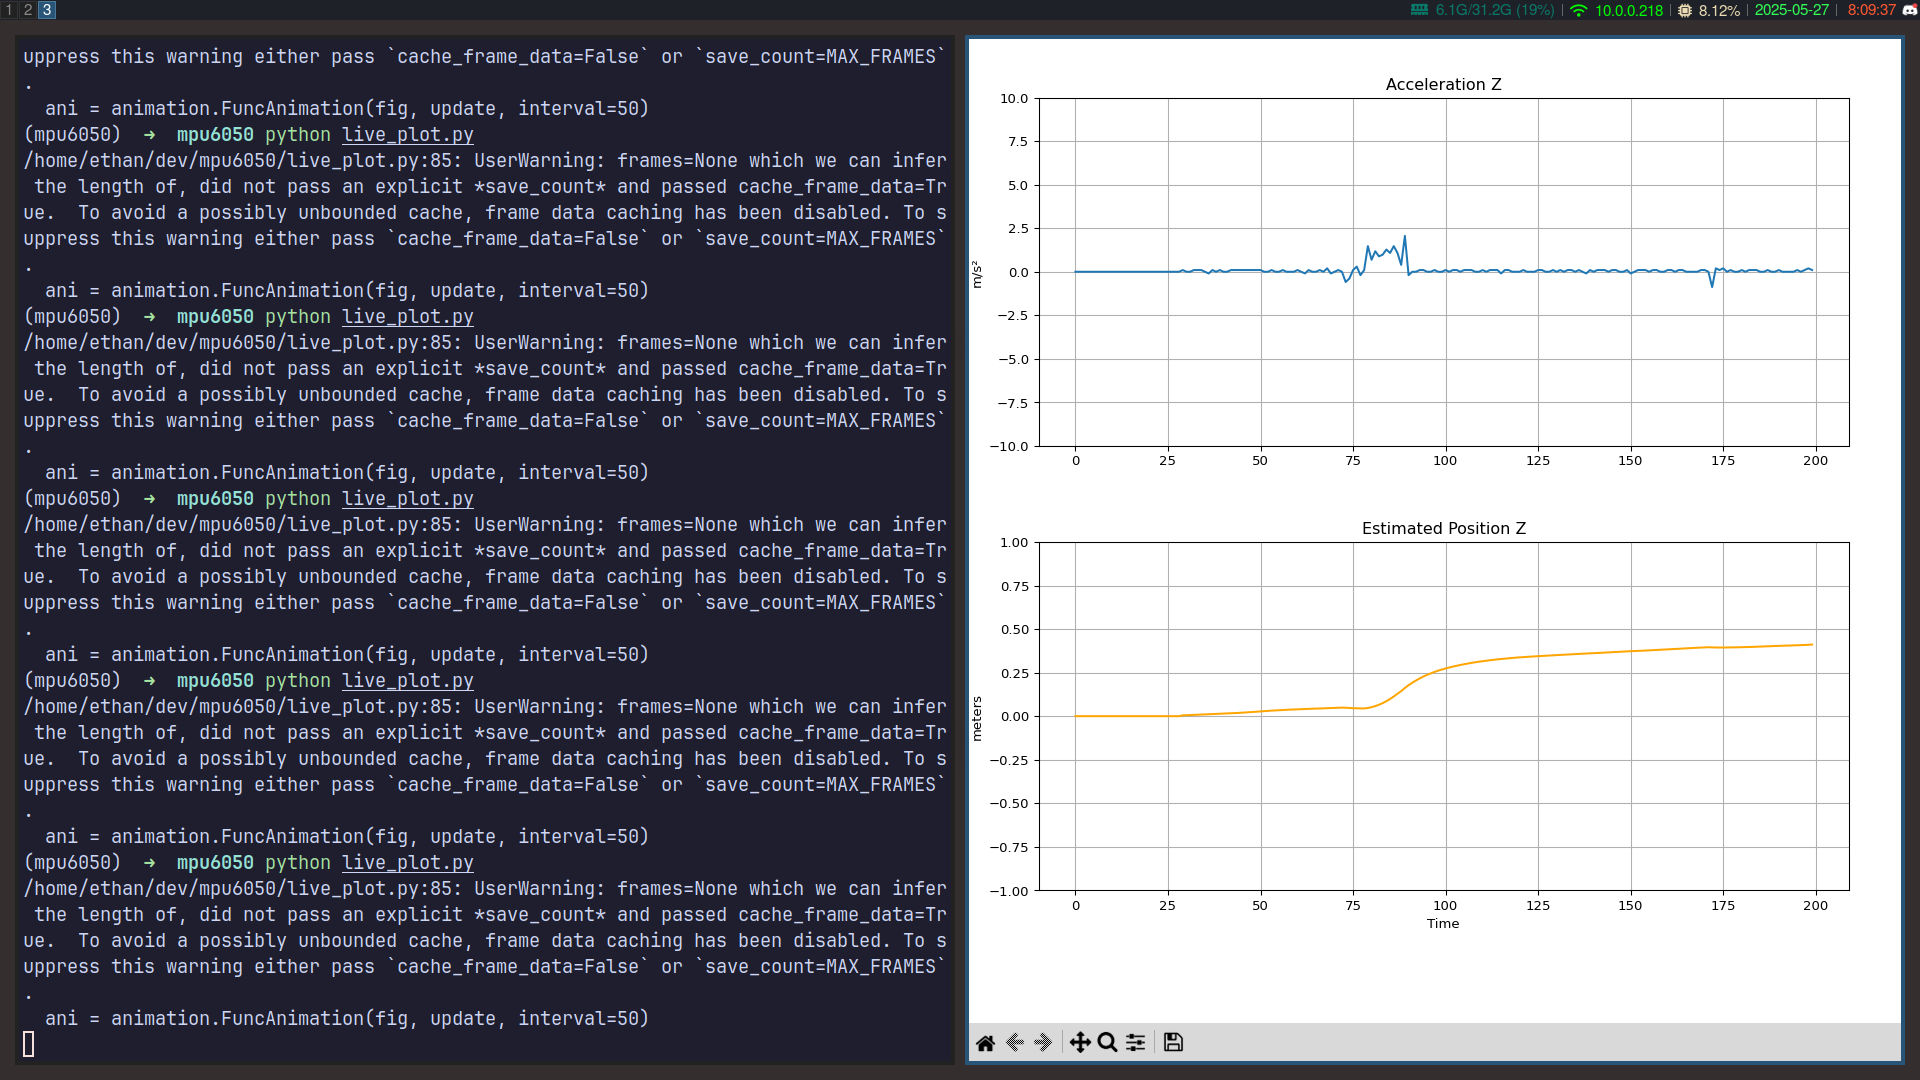 1 2 3
6.1G/31.2G (19%) | 10.0.0.218 | 8.12% | 2025-05-27 | 8:09:37
uppress this warning either pass `cache_frame_data=False` or `save_count=MAX_FRAMES`
.
  ani = animation.FuncAnimation(fig, update, interval=50)
(mpu6050)  →  mpu6050 python live_plot.py
/home/ethan/dev/mpu6050/live_plot.py:85: UserWarning: frames=None which we can infer
 the length of, did not pass an explicit *save_count* and passed cache_frame_data=Tr
ue.  To avoid a possibly unbounded cache, frame data caching has been disabled. To s
uppress this warning either pass `cache_frame_data=False` or `save_count=MAX_FRAMES`
.
  ani = animation.FuncAnimation(fig, update, interval=50)
(mpu6050)  →  mpu6050 python live_plot.py
/home/ethan/dev/mpu6050/live_plot.py:85: UserWarning: frames=None which we can infer
 the length of, did not pass an explicit *save_count* and passed cache_frame_data=Tr
ue.  To avoid a possibly unbounded cache, frame data caching has been disabled. To s
uppress this warning either pass `cache_frame_data=False` or `save_count=MAX_FRAMES`
.
  ani = animation.FuncAnimation(fig, update, interval=50)
(mpu6050)  →  mpu6050 python live_plot.py
/home/ethan/dev/mpu6050/live_plot.py:85: UserWarning: frames=None which we can infer
 the length of, did not pass an explicit *save_count* and passed cache_frame_data=Tr
ue.  To avoid a possibly unbounded cache, frame data caching has been disabled. To s
uppress this warning either pass `cache_frame_data=False` or `save_count=MAX_FRAMES`
.
  ani = animation.FuncAnimation(fig, update, interval=50)
(mpu6050)  →  mpu6050 python live_plot.py
/home/ethan/dev/mpu6050/live_plot.py:85: UserWarning: frames=None which we can infer
 the length of, did not pass an explicit *save_count* and passed cache_frame_data=Tr
ue.  To avoid a possibly unbounded cache, frame data caching has been disabled. To s
uppress this warning either pass `cache_frame_data=False` or `save_count=MAX_FRAMES`
.
  ani = animation.FuncAnimation(fig, update, interval=50)
(mpu6050)  →  mpu6050 python live_plot.py
/home/ethan/dev/mpu6050/live_plot.py:85: UserWarning: frames=None which we can infer
 the length of, did not pass an explicit *save_count* and passed cache_frame_data=Tr
ue.  To avoid a possibly unbounded cache, frame data caching has been disabled. To s
uppress this warning either pass `cache_frame_data=False` or `save_count=MAX_FRAMES`
.
  ani = animation.FuncAnimation(fig, update, interval=50)
Acceleration Z
10.0
7.5
5.0
2.5
0.0
−2.5
−5.0
−7.5
−10.0
m/s²
0 25 50 75 100 125 150 175 200
Estimated Position Z
1.00
0.75
0.50
0.25
0.00
−0.25
−0.50
−0.75
−1.00
meters
0 25 50 75 100 125 150 175 200
Time